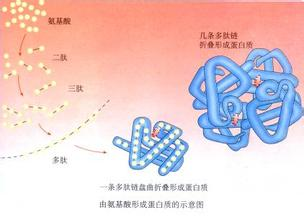 氨基酸
二肽
三肽
多肽
几条多肽链
折叠形成蛋白质
一条多肽链盘曲折叠形成蛋白质
由氨基酸形成蛋白质的示意图